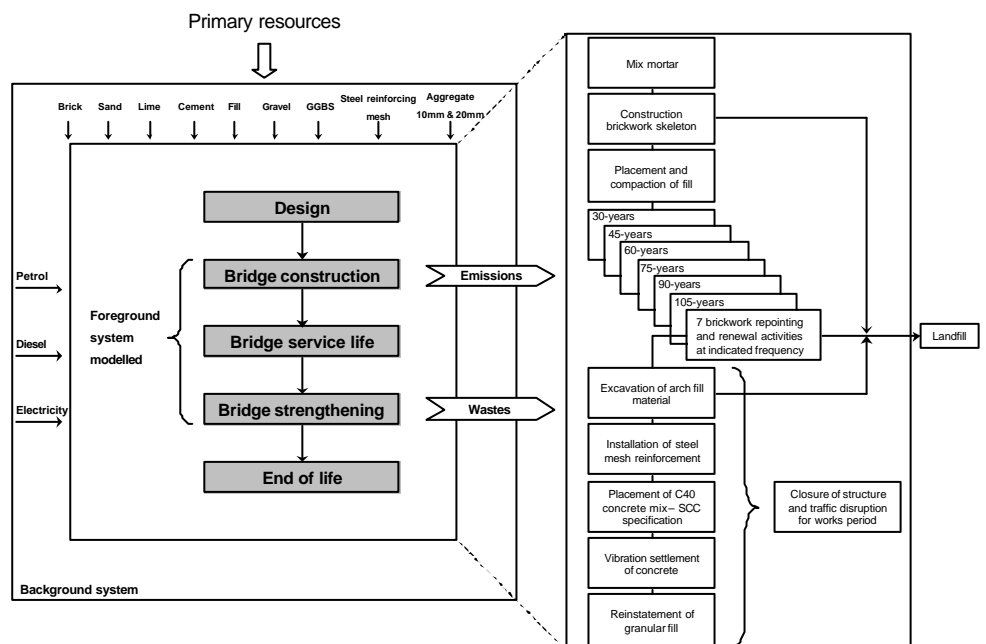 Primary resources
Brick
Sand
Lime
Cement
Fill
Gravel
GGBS
Steel reinforcing
mesh
Aggregate
10mm & 20mm
Petrol
Diesel
Electricity
Foreground
system
modelled
Design
Bridge construction
Bridge service life
Bridge strengthening
End of life
Emissions
Wastes
Background system
Mix mortar
Construction
brickwork skeleton
Placement and
compaction of fill
30-years
45-years
60-years
75-years
90-years
105-years
7 brickwork repointing
and renewal activities
at indicated frequency
Landfill
Excavation of arch fill
material
Installation of steel
mesh reinforcement
Placement of C40
concrete mix– SCC
specification
Vibration settlement
of concrete
Reinstatement of
granular fill
Closure of structure
and traffic disruption
for works period